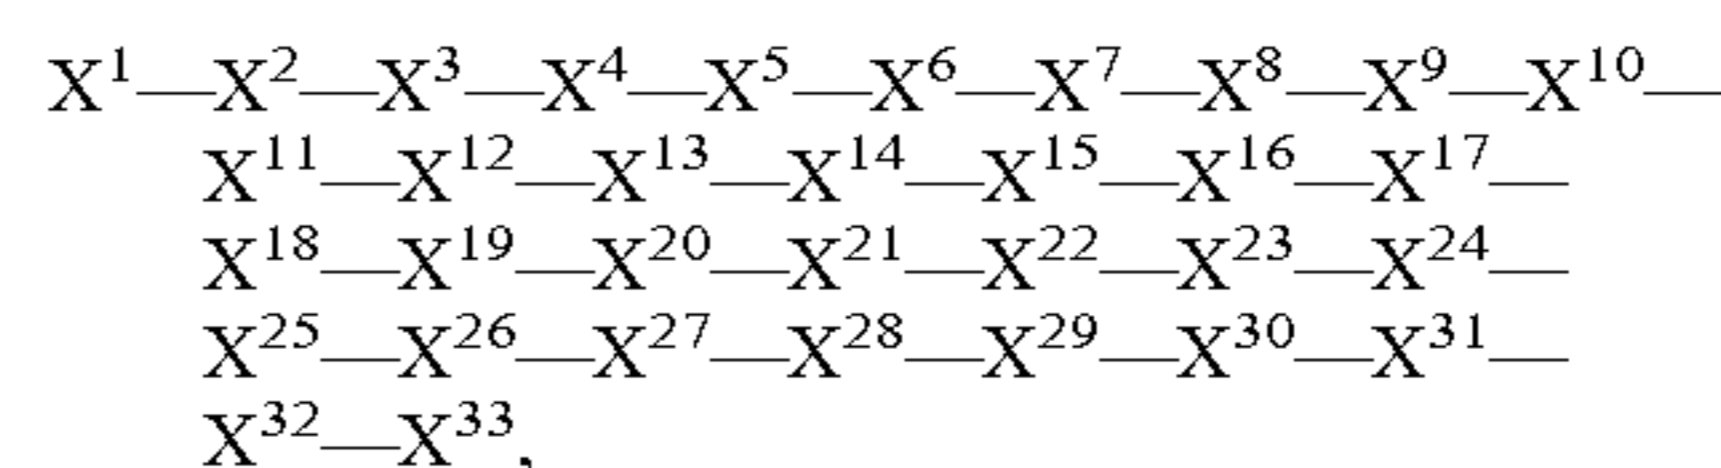 X¹—X²—X³—X⁴—X⁵—X⁶—X⁷—X⁸—X⁹—X¹⁰—
X¹¹—X¹²—X¹³—X¹⁴—X¹⁵—X¹⁶—X¹⁷—
X¹⁸—X¹⁹—X²⁰—X²¹—X²²—X²³—X²⁴—
X²⁵—X²⁶—X²⁷—X²⁸—X²⁹—X³⁰—X³¹—
X³²—X³³,